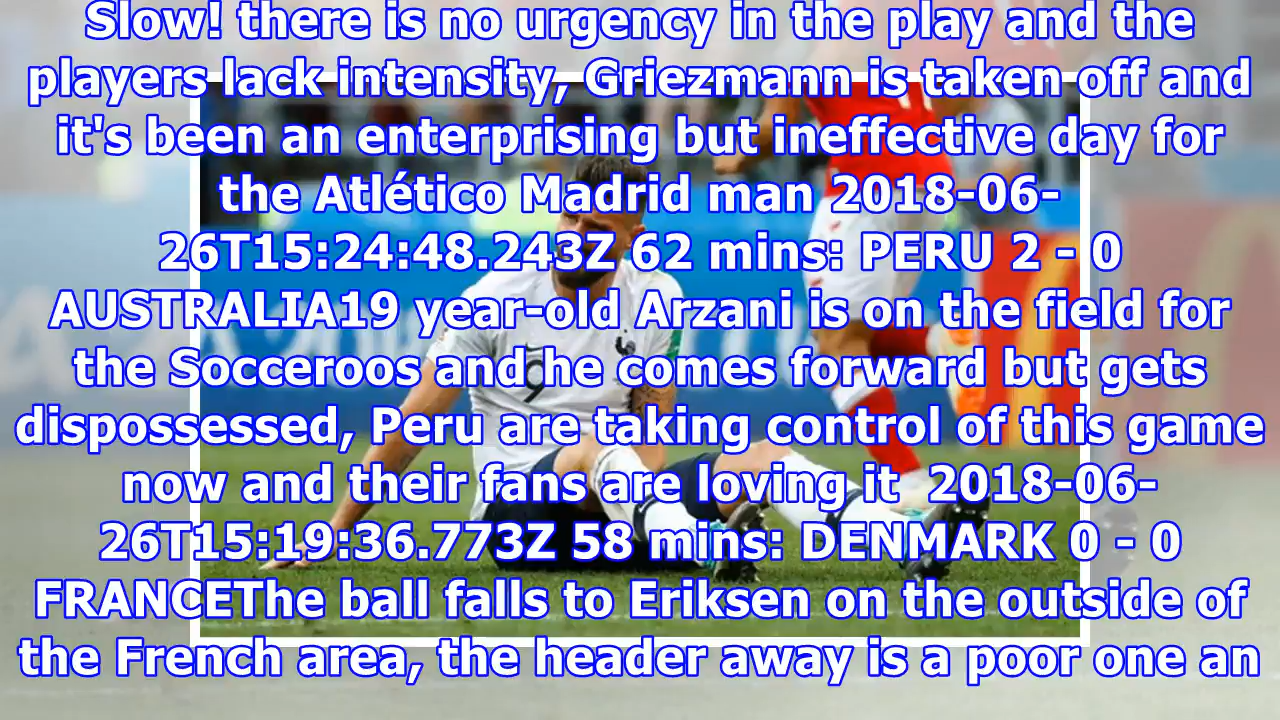 Slow! there is no urgency in the play and the
players lack intensity, Griezmann is taken off and
it's been an enterprising but ineffective day for
the Atlético Madrid man 2018-06-
26T15:24:48.243Z 62 mins: PERU 2 - 0
AUSTRALIA19 year-old Arzani is on the field for
the Socceroos and he comes forward but gets
dispossessed, Peru are taking control of this game
now and their fans are loving it  2018-06-
26T15:19:36.773Z 58 mins: DENMARK 0 - 0
FRANCEThe ball falls to Eriksen on the outside of
the French area, the header away is a poor one an
9